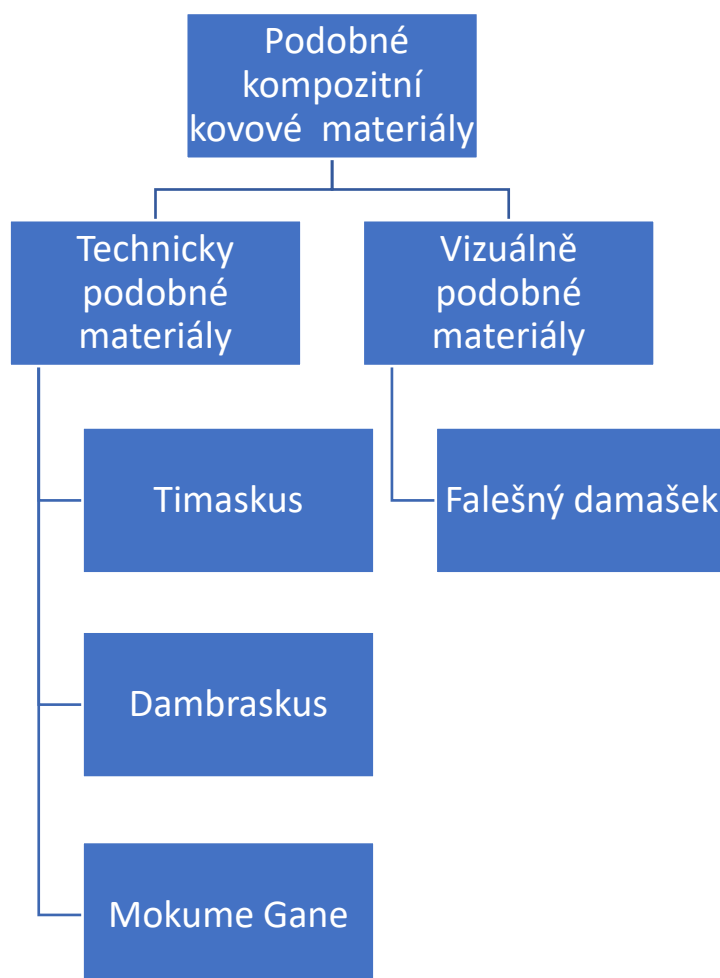 Podobné
kompozitní
kovové  materiály
Technicky
podobné
materiály
Vizuálně
podobné
materiály
Timaskus
Falešný damašek
Dambraskus
Mokume Gane